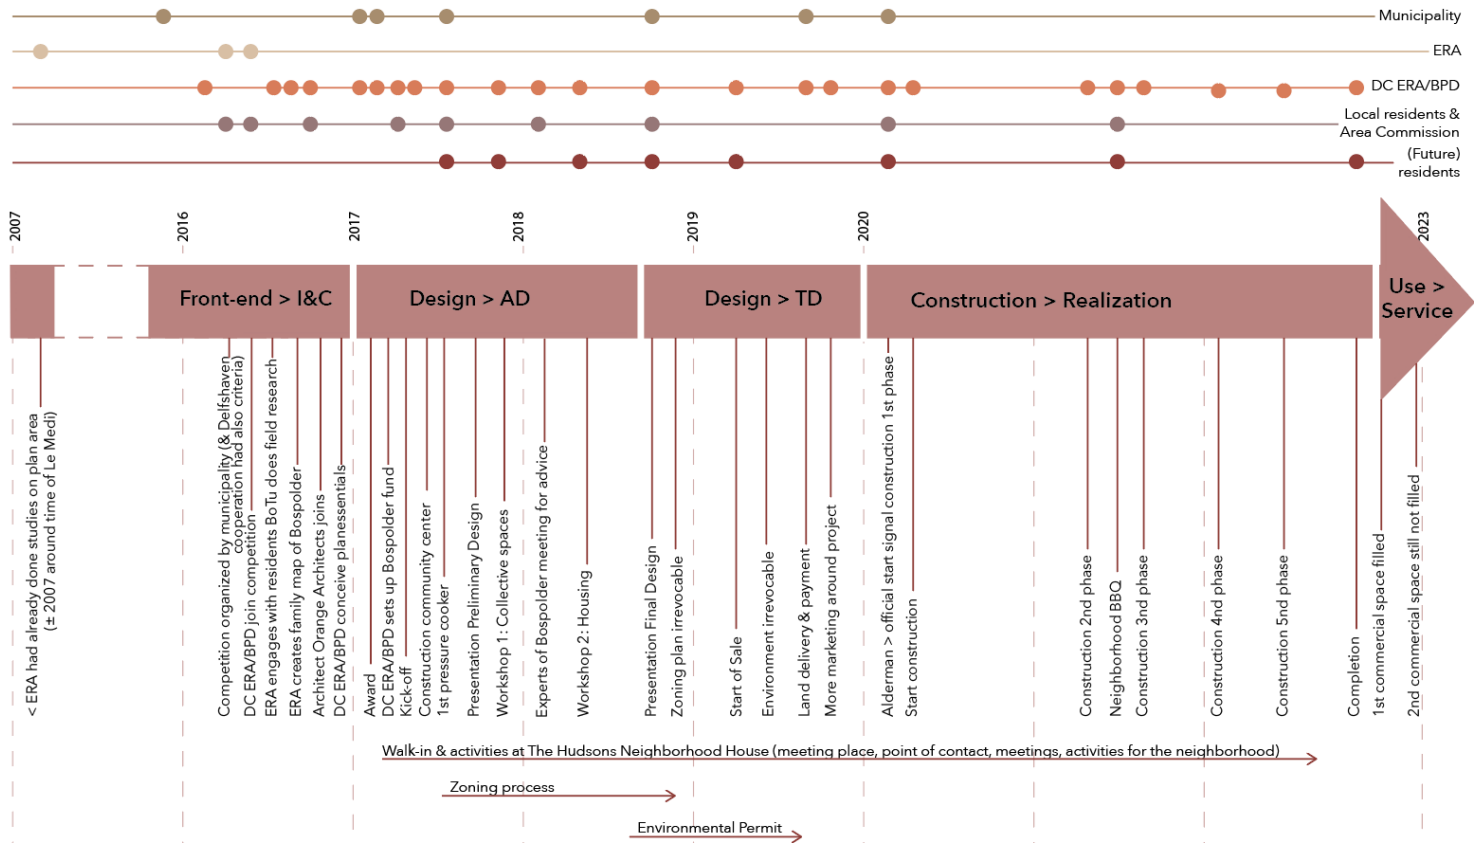 Municipality
ERA
DC ERA/BPD
Local residents &
Area Commission
(Future)
residents
2007
2016
2017
2018
2019
2020
2023
Front-end > I&C
Design > AD
Design > TD
Construction > Realization
Use >
Service
< ERA had already done studies on plan area
(± 2007 around time of Le Medi)
Competition organized by municipality (& Delfshaven
cooperation had also criteria)
DC ERA/BPD join competition
ERA engages with residents BoTu does field research
ERA creates family map of Bospolder
Architect Orange Architects joins
DC ERA/BPD conceive planessentials
Award
DC ERA/BPD sets up Bospolder fund
Kick-off
Construction community center
1st pressure cooker
Presentation Preliminary Design
Workshop 1: Collective spaces
Experts of Bospolder meeting for advice
Workshop 2: Housing
Presentation Final Design
Zoning plan irrevocable
Start of Sale
Environment irrevocable
Land delivery & payment
More marketing around project
Alderman > official start signal construction 1st phase
Start construction
Construction 2nd phase
Neighborhood BBQ
Construction 3nd phase
Construction 4nd phase
Construction 5nd phase
Completion
1st commercial space filled
2nd commercial space still not filled
Walk-in & activities at The Hudsons Neighborhood House (meeting place, point of contact, meetings, activities for the neighborhood)
Zoning process
Environmental Permit